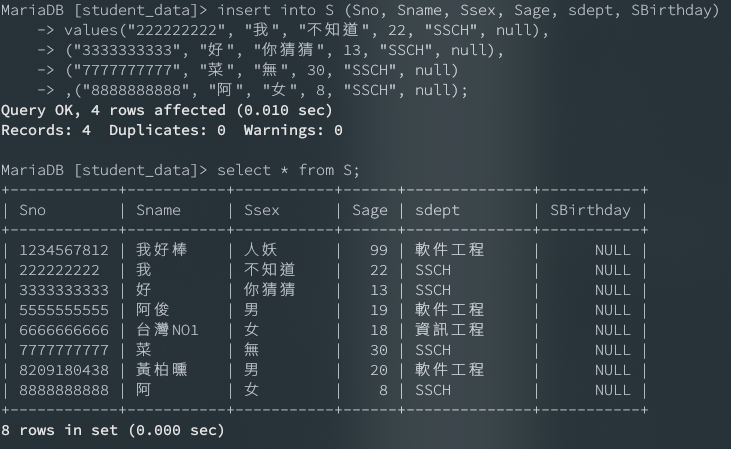 MariaDB [student_data]> insert into S (Sno, Sname, Ssex, Sage, sdept, SBirthday)
    -> values("222222222", "我", "不知道", 22, "SSCH", null),
    -> ("3333333333", "好", "你猜猜", 13, "SSCH", null),
    -> ("7777777777", "菜", "無", 30, "SSCH", null)
    -> ,("8888888888", "阿", "女", 8, "SSCH", null);
Query OK, 4 rows affected (0.010 sec)
Records: 4  Duplicates: 0  Warnings: 0
MariaDB [student_data]> select * from S;
+------------+-----------+-----------+------+--------------+-----------+
| Sno        | Sname     | Ssex      | Sage | sdept        | SBirthday |
+------------+-----------+-----------+------+--------------+-----------+
| 1234567812 | 我好棒    | 人妖      |   99 | 軟件工程     |      NULL |
| 222222222  | 我        | 不知道    |   22 | SSCH         |      NULL |
| 3333333333 | 好        | 你猜猜    |   13 | SSCH         |      NULL |
| 5555555555 | 阿俊      | 男        |   19 | 軟件工程     |      NULL |
| 6666666666 | 台灣NO1   | 女        |   18 | 資訊工程     |      NULL |
| 7777777777 | 菜        | 無        |   30 | SSCH         |      NULL |
| 8209180438 | 黃柏曛    | 男        |   20 | 軟件工程     |      NULL |
| 8888888888 | 阿        | 女        |    8 | SSCH         |      NULL |
+------------+-----------+-----------+------+--------------+-----------+
8 rows in set (0.000 sec)